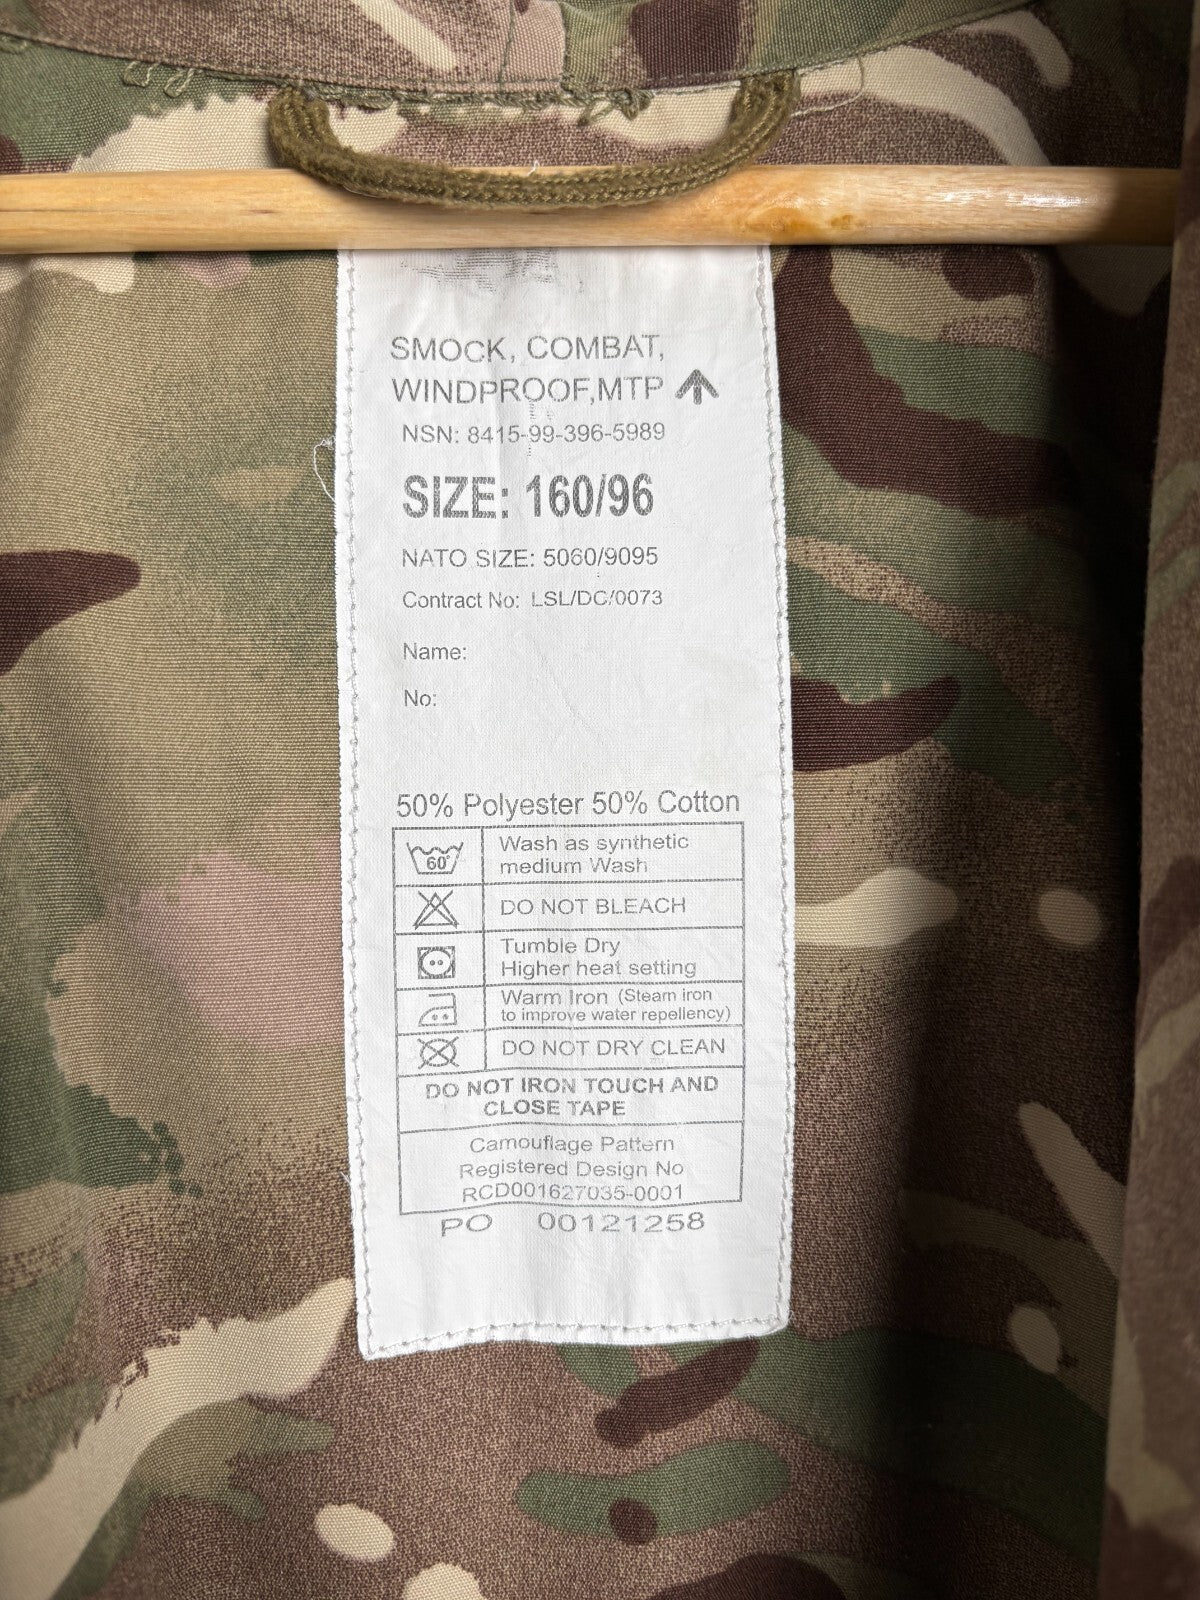 SMOCK, COMBAT,
WINDPROOF,MTP
NSN: 8415-99-396-5989
SIZE: 160/96
NATO SIZE: 5060/9095
Contract No: LSL/DC/0073
Name:
No:
50% Polyester 50% Cotton
60° Wash as synthetic
medium Wash
DO NOT BLEACH
Tumble Dry
Higher heat setting
Warm Iron (Steam iron
to improve water repellency)
DO NOT DRY CLEAN
DO NOT IRON TOUCH AND
CLOSE TAPE
Camouflage Pattern
Registered Design No
RCD001627035-0001
PO 00121258